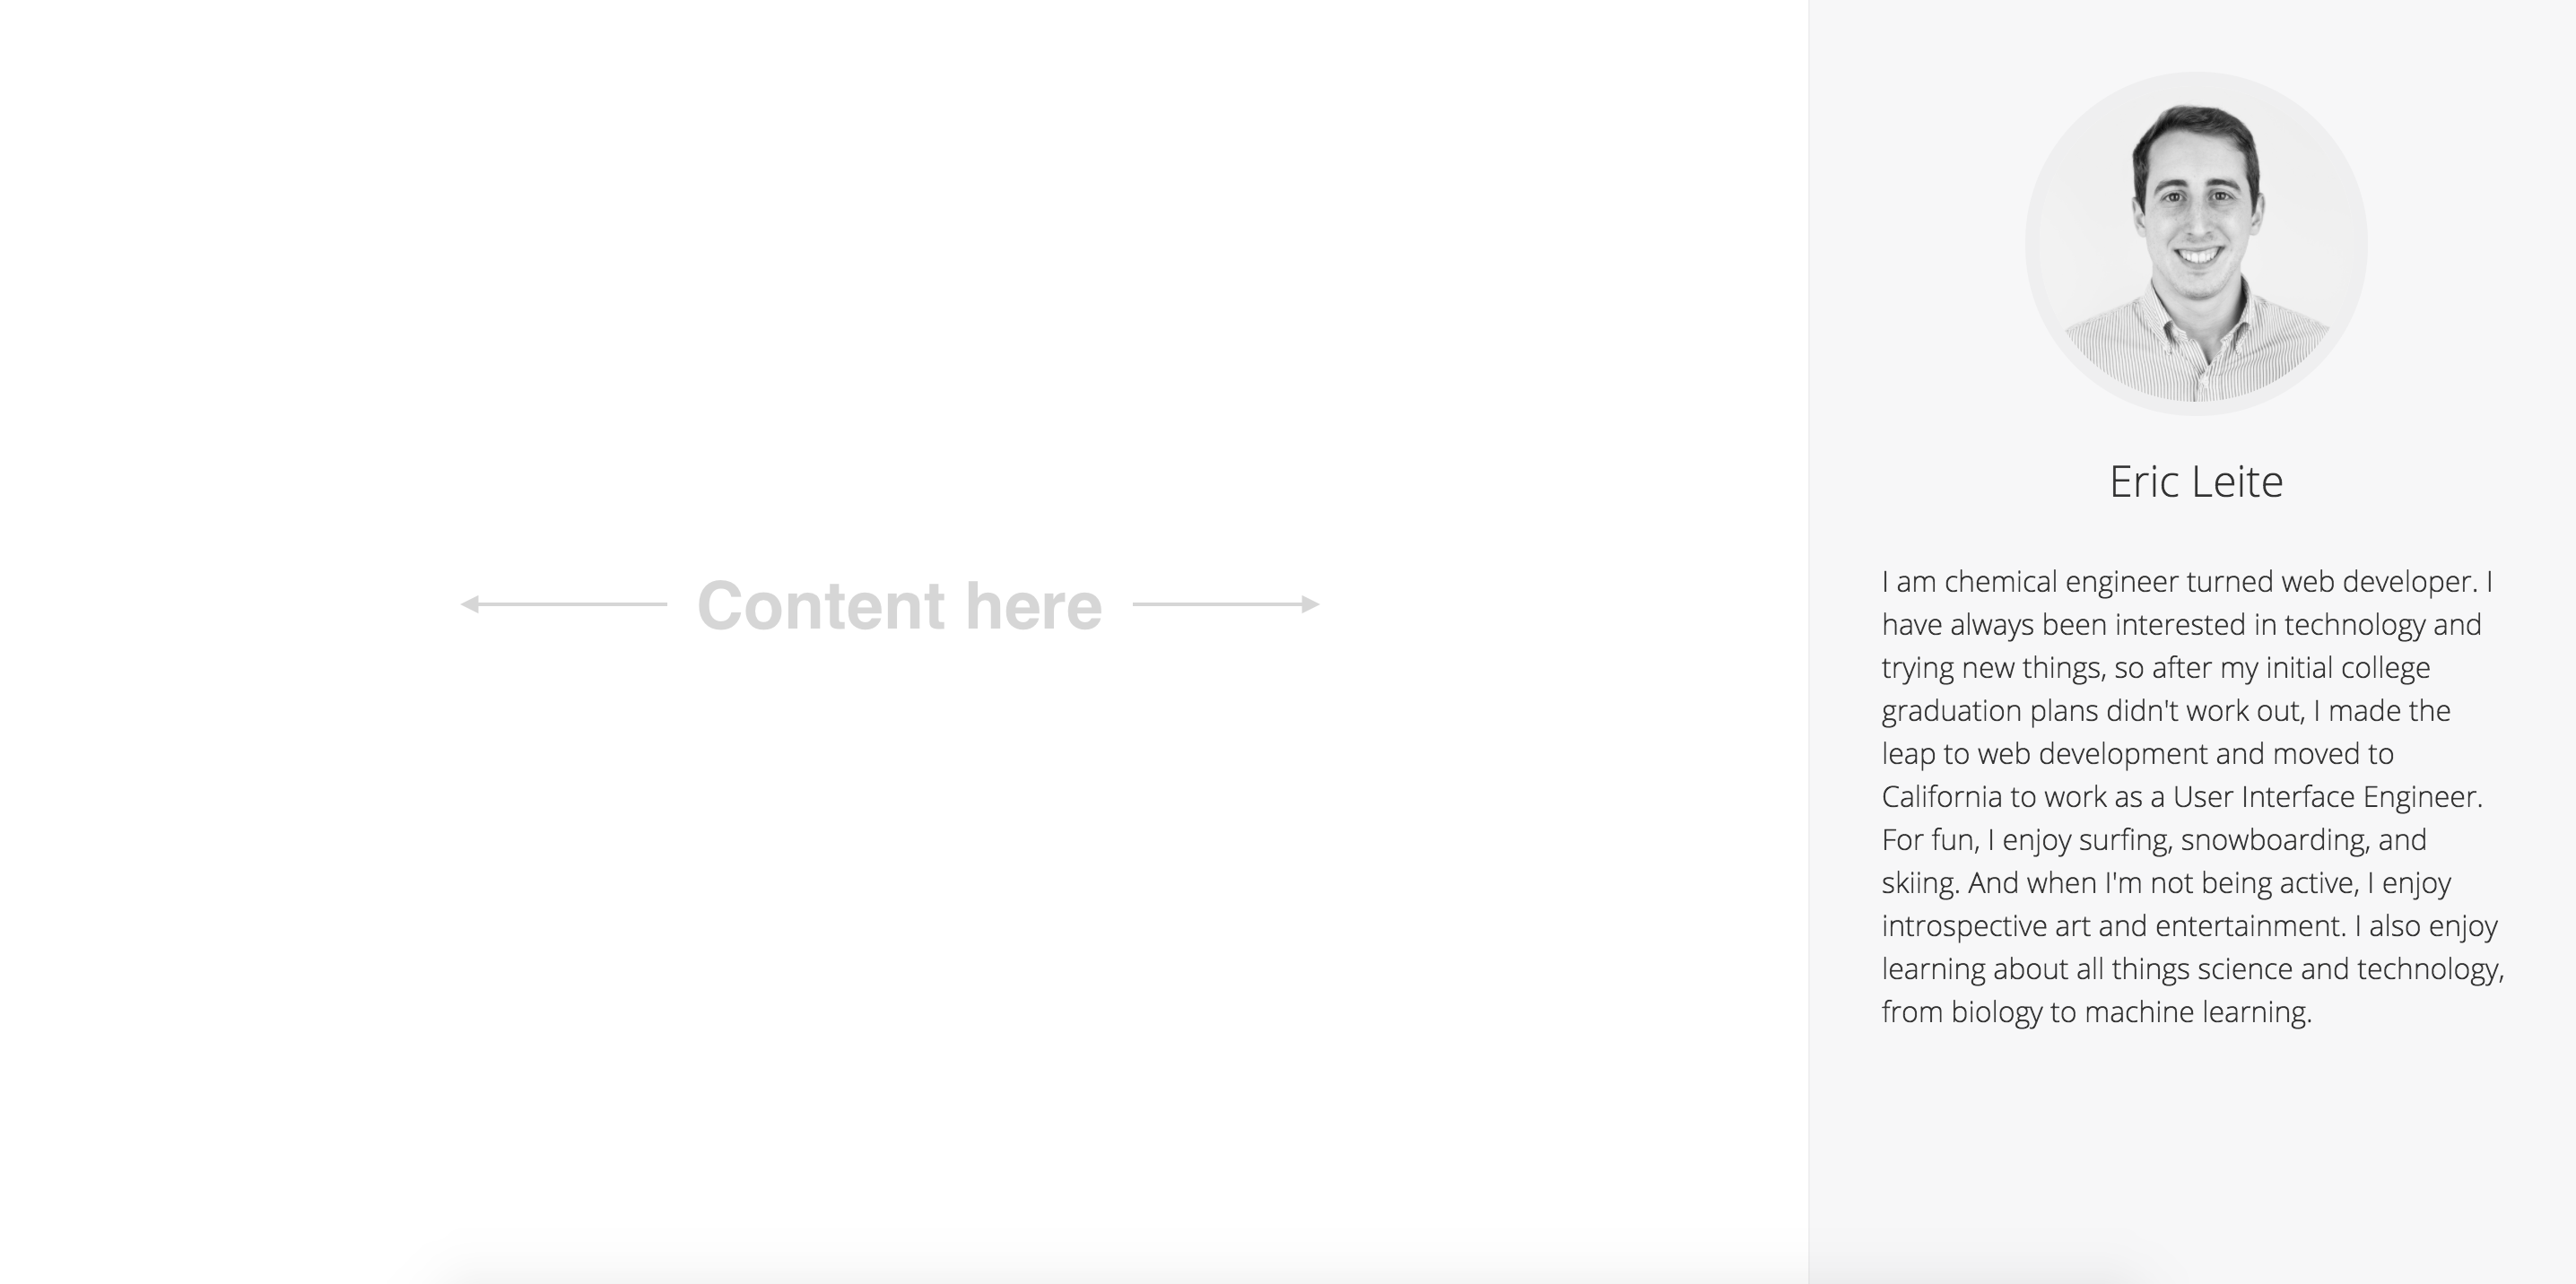 Content here
Eric Leite
I am chemical engineer turned web developer. I
have always been interested in technology and
trying new things, so after my initial college
graduation plans didn't work out, I made the
leap to web development and moved to
California to work as a User Interface Engineer.
For fun, I enjoy surfing, snowboarding, and
skiing. And when I'm not being active, I enjoy
introspective art and entertainment. I also enjoy
learning about all things science and technology,
from biology to machine learning.